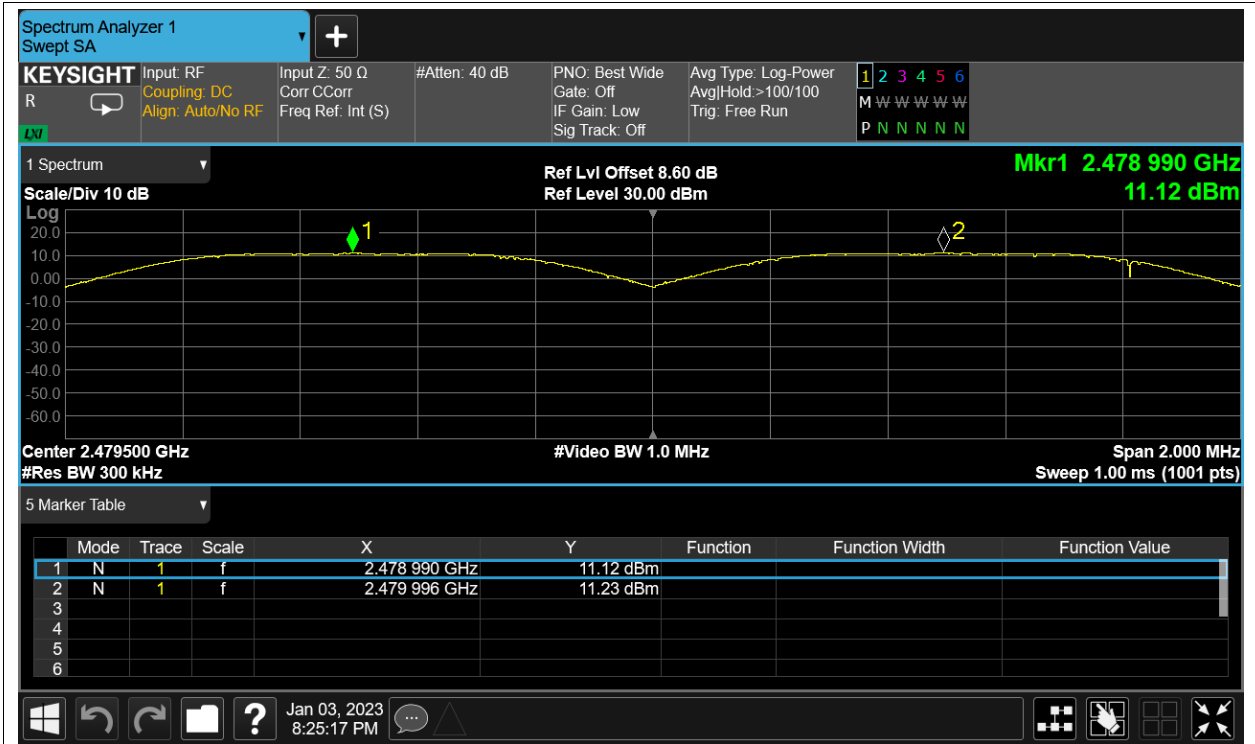 Spectrum Analyzer 1
Swept SA
+
KEYSIGHT
R
LXI
Input: RF
Coupling: DC
Align: Auto/No RF
Input Z: 50 Ω
Corr CCorr
Freq Ref: Int (S)
#Atten: 40 dB
PNO: Best Wide
Gate: Off
IF Gain: Low
Sig Track: Off
Avg Type: Log-Power
Avg|Hold:>100/100
Trig: Free Run
1 2 3 4 5 6
M W W W W W
P N N N N N
1 Spectrum
Scale/Div 10 dB
Ref Lvl Offset 8.60 dB
Ref Level 30.00 dBm
Mkr1 2.478 990 GHz
11.12 dBm
Log
20.0
10.0
0.00
-10.0
-20.0
-30.0
-40.0
-50.0
-60.0
1
2
Center 2.479500 GHz
#Res BW 300 kHz
#Video BW 1.0 MHz
Span 2.000 MHz
Sweep 1.00 ms (1001 pts)
5 Marker Table
Mode Trace Scale X Y Function Function Width Function Value
1 N 1 f 2.478 990 GHz 11.12 dBm
2 N 1 f 2.479 996 GHz 11.23 dBm
3
4
5
6
?
Jan 03, 2023
8:25:17 PM